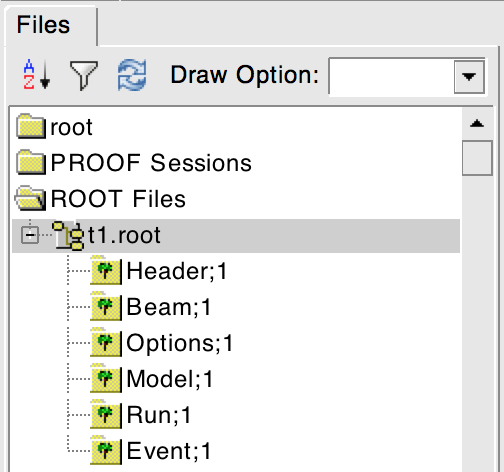 Files
A
Z
Draw Option:
root
PROOF Sessions
ROOT Files
t1.root
Header;1
Beam;1
Options;1
Model;1
Run;1
Event;1